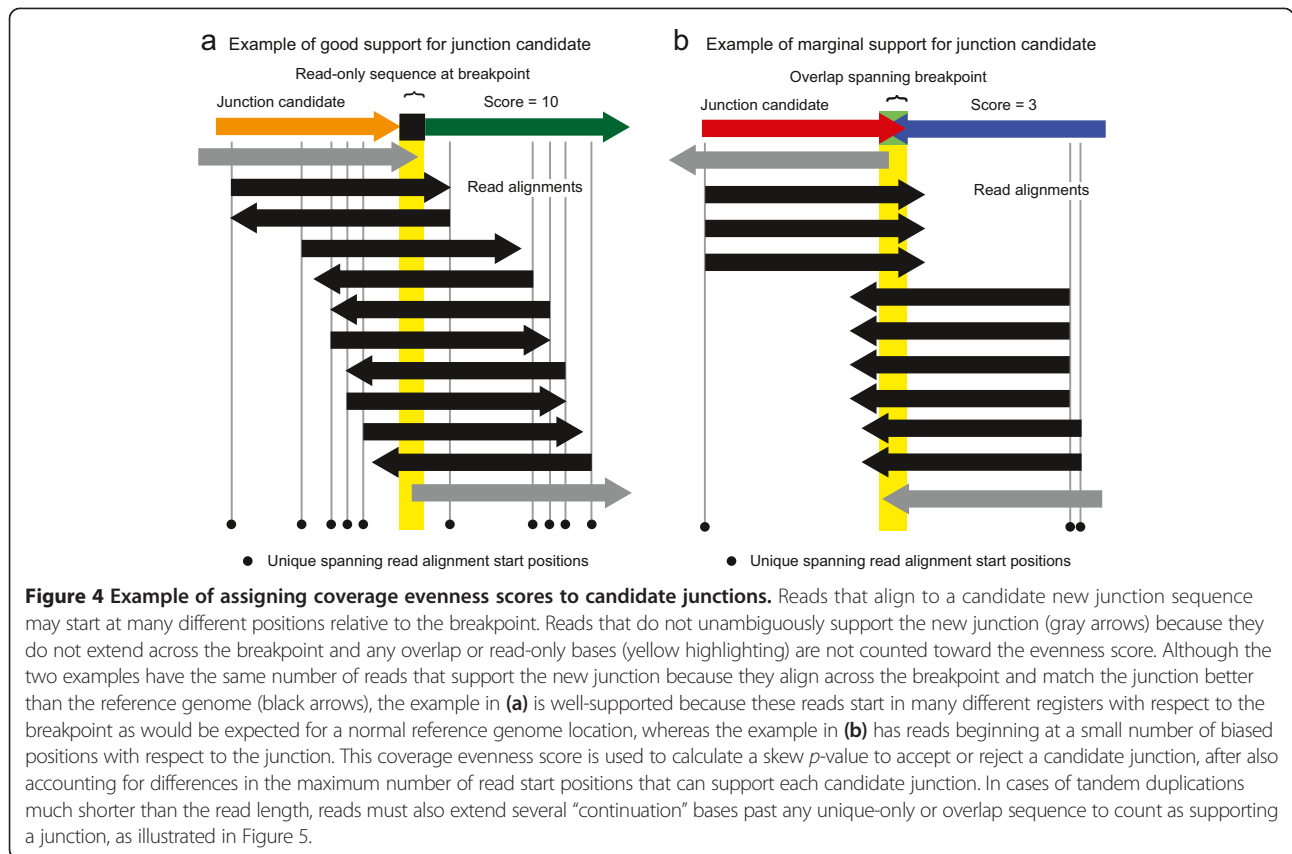 a Example of good support for junction candidate
b Example of marginal support for junction candidate
Read-only sequence at breakpoint
Overlap spanning breakpoint
Junction candidate
Score = 10
Junction candidate
Score = 3
Read alignments
Read alignments
Unique spanning read alignment start positions
Unique spanning read alignment start positions
Figure 4 Example of assigning coverage evenness scores to candidate junctions. Reads that align to a candidate new junction sequence
may start at many different positions relative to the breakpoint. Reads that do not unambiguously support the new junction (gray arrows) because they
do not extend across the breakpoint and any overlap or read-only bases (yellow highlighting) are not counted toward the evenness score. Although the
two examples have the same number of reads that support the new junction because they align across the breakpoint and match the junction better
than the reference genome (black arrows), the example in (a) is well-supported because these reads start in many different registers with respect to the
breakpoint as would be expected for a normal reference genome location, whereas the example in (b) has reads beginning at a small number of biased
positions with respect to the junction. This coverage evenness score is used to calculate a skew p-value to accept or reject a candidate junction, after also
accounting for differences in the maximum number of read start positions that can support each candidate junction. In cases of tandem duplications
much shorter than the read length, reads must also extend several “continuation” bases past any unique-only or overlap sequence to count as supporting
a junction, as illustrated in Figure 5.